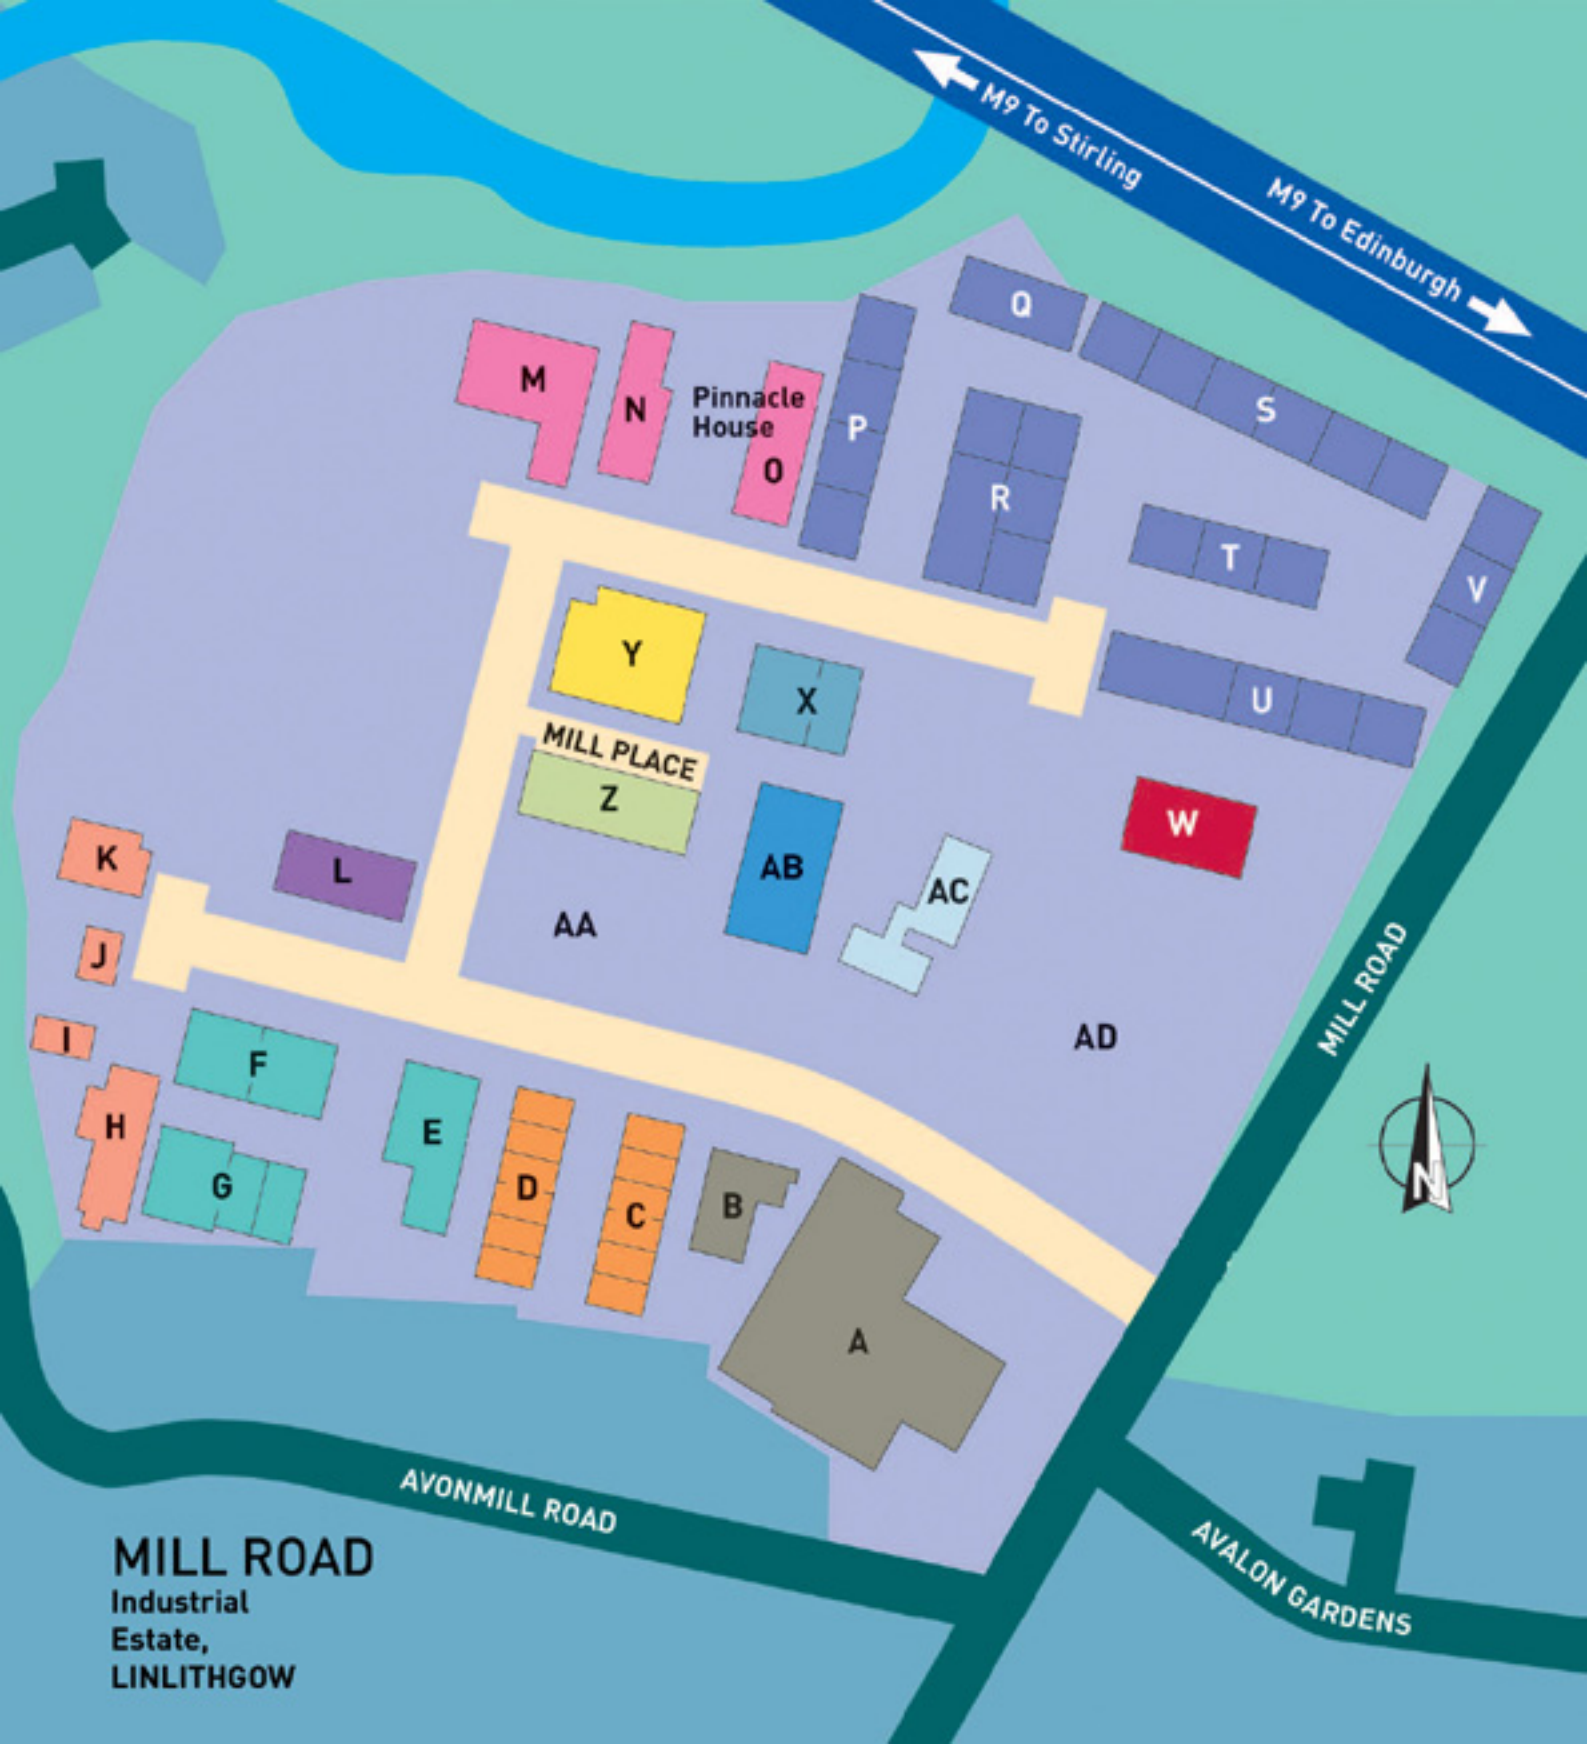 M9 To Stirling
M9 To Edinburgh
Q
M
N
Pinnacle
House
O
P
S
R
T
V
Y
X
U
MILL PLACE
Z
W
K
L
AB
AC
AA
J
MILL ROAD
I
F
AD
H
E
G
D
C
B
N
A
AVONMILL ROAD
AVALON GARDENS
MILL ROAD
Industrial
Estate,
LINLITHGOW